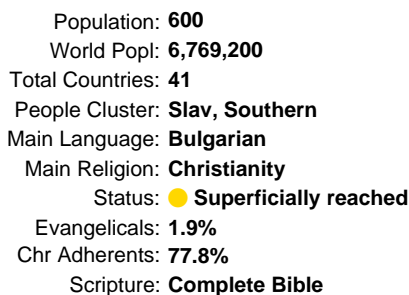 Population: 600
World Popl: 6,769,200
Total Countries: 41
People Cluster: Slav, Southern
Main Language: Bulgarian
Main Religion: Christianity
Status: Superficially reached
Evangelicals: 1.9%
Chr Adherents: 77.8%
Scripture: Complete Bible